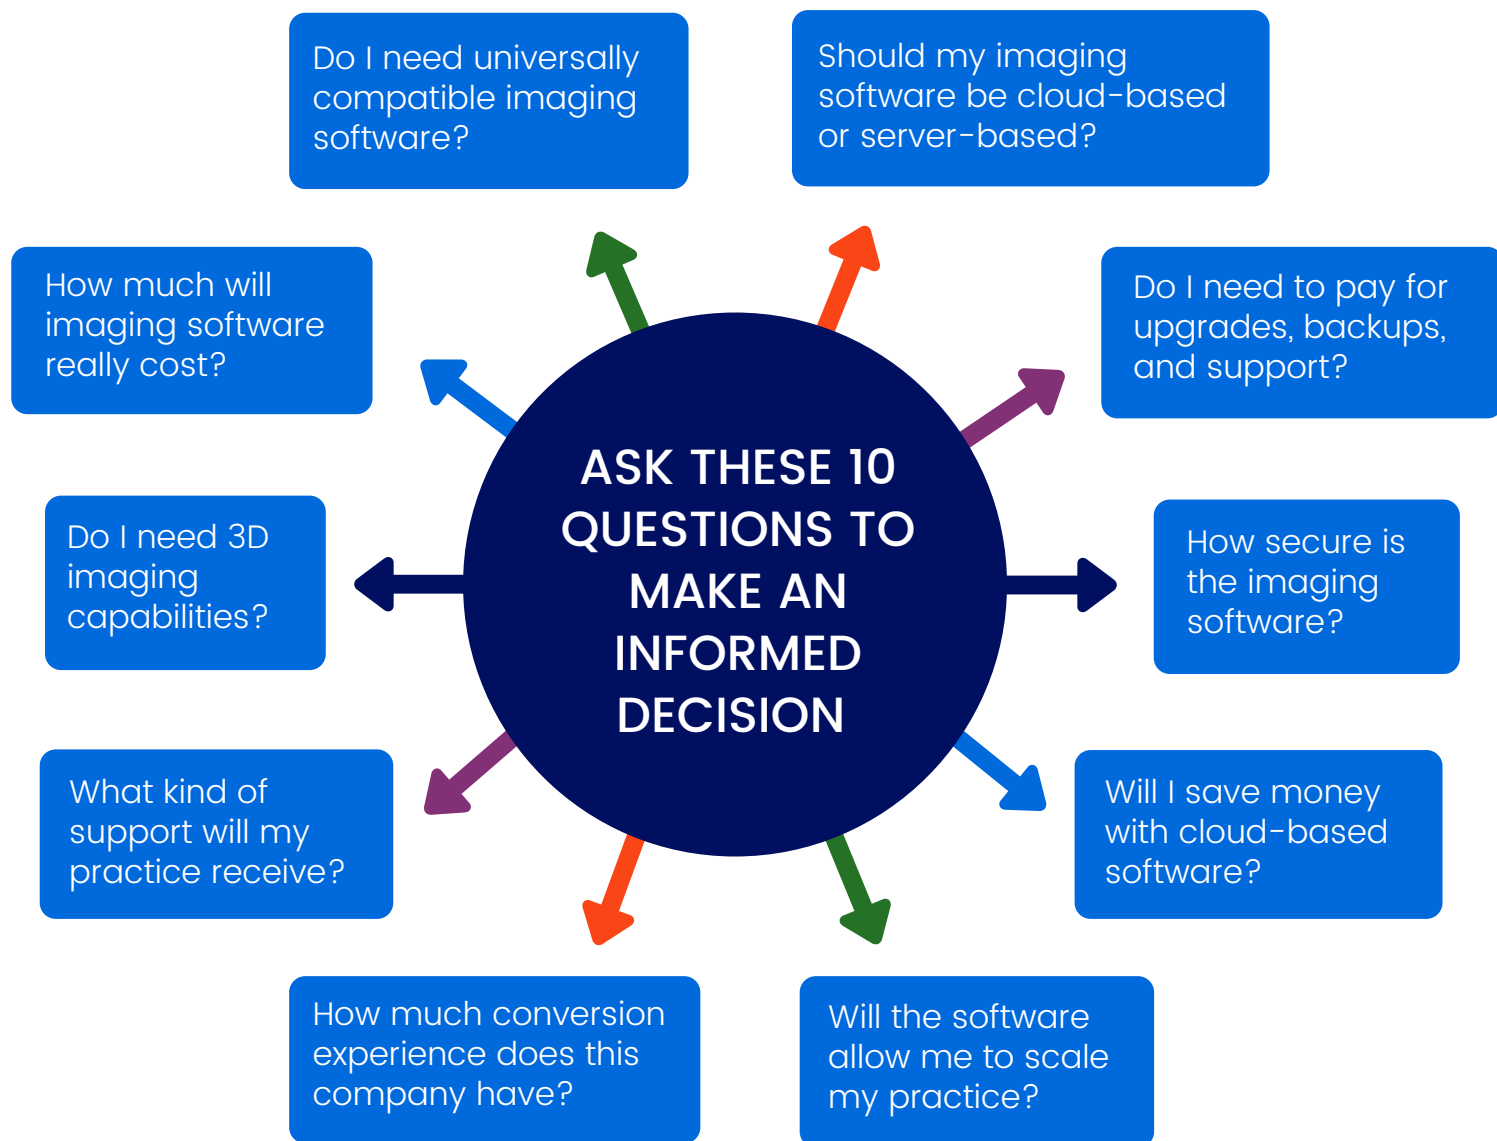 Do I need universally
compatible imaging
software?
Should my imaging
software be cloud-based
or server-based?
How much will
imaging software
really cost?
Do I need to pay for
upgrades, backups,
and support?
ASK THESE 10
QUESTIONS TO
MAKE AN
INFORMED
DECISION
Do I need 3D
imaging
capabilities?
How secure is
the imaging
software?
What kind of
support will my
practice receive?
Will I save money
with cloud-based
software?
How much conversion
experience does this
company have?
Will the software
allow me to scale
my practice?